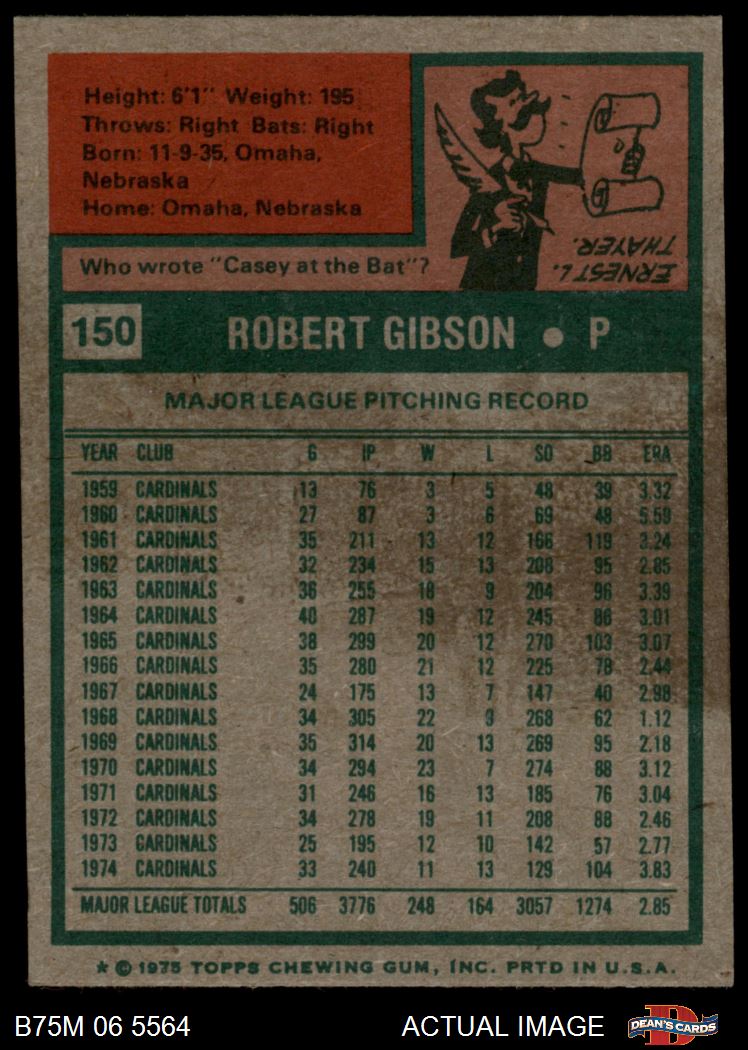 Height: 6'1" Weight: 195
Throws: Right Bats: Right
Born: 11-9-35, Omaha,
Nebraska
Home: Omaha, Nebraska
Who wrote "Casey at the Bat"?
ERNEST L.
THAYER.
150 ROBERT GIBSON • P
MAJOR LEAGUE PITCHING RECORD
YEAR CLUB G IP W L SO BB ERA
1959 CARDINALS 13 76 3 5 48 39 3.32
1960 CARDINALS 27 87 3 6 69 48 5.59
1961 CARDINALS 35 211 13 12 166 119 3.24
1962 CARDINALS 32 234 15 13 208 95 2.85
1963 CARDINALS 36 255 18 9 204 96 3.39
1964 CARDINALS 40 287 19 12 245 86 3.01
1965 CARDINALS 38 299 20 12 270 103 3.07
1966 CARDINALS 35 280 21 12 225 78 2.44
1967 CARDINALS 24 175 13 7 147 40 2.98
1968 CARDINALS 34 305 22 9 268 62 1.12
1969 CARDINALS 35 314 20 13 269 95 2.18
1970 CARDINALS 34 294 23 7 274 88 3.12
1971 CARDINALS 31 246 16 13 185 76 3.04
1972 CARDINALS 34 278 19 11 208 88 2.46
1973 CARDINALS 25 195 12 10 142 57 2.77
1974 CARDINALS 33 240 11 13 129 104 3.83
MAJOR LEAGUE TOTALS 506 3776 248 164 3057 1274 2.85
★ © 1975 TOPPS CHEWING GUM, INC. PRTD IN U.S.A.
B75M 06 5564 ACTUAL IMAGE D DEAN'S CARDS